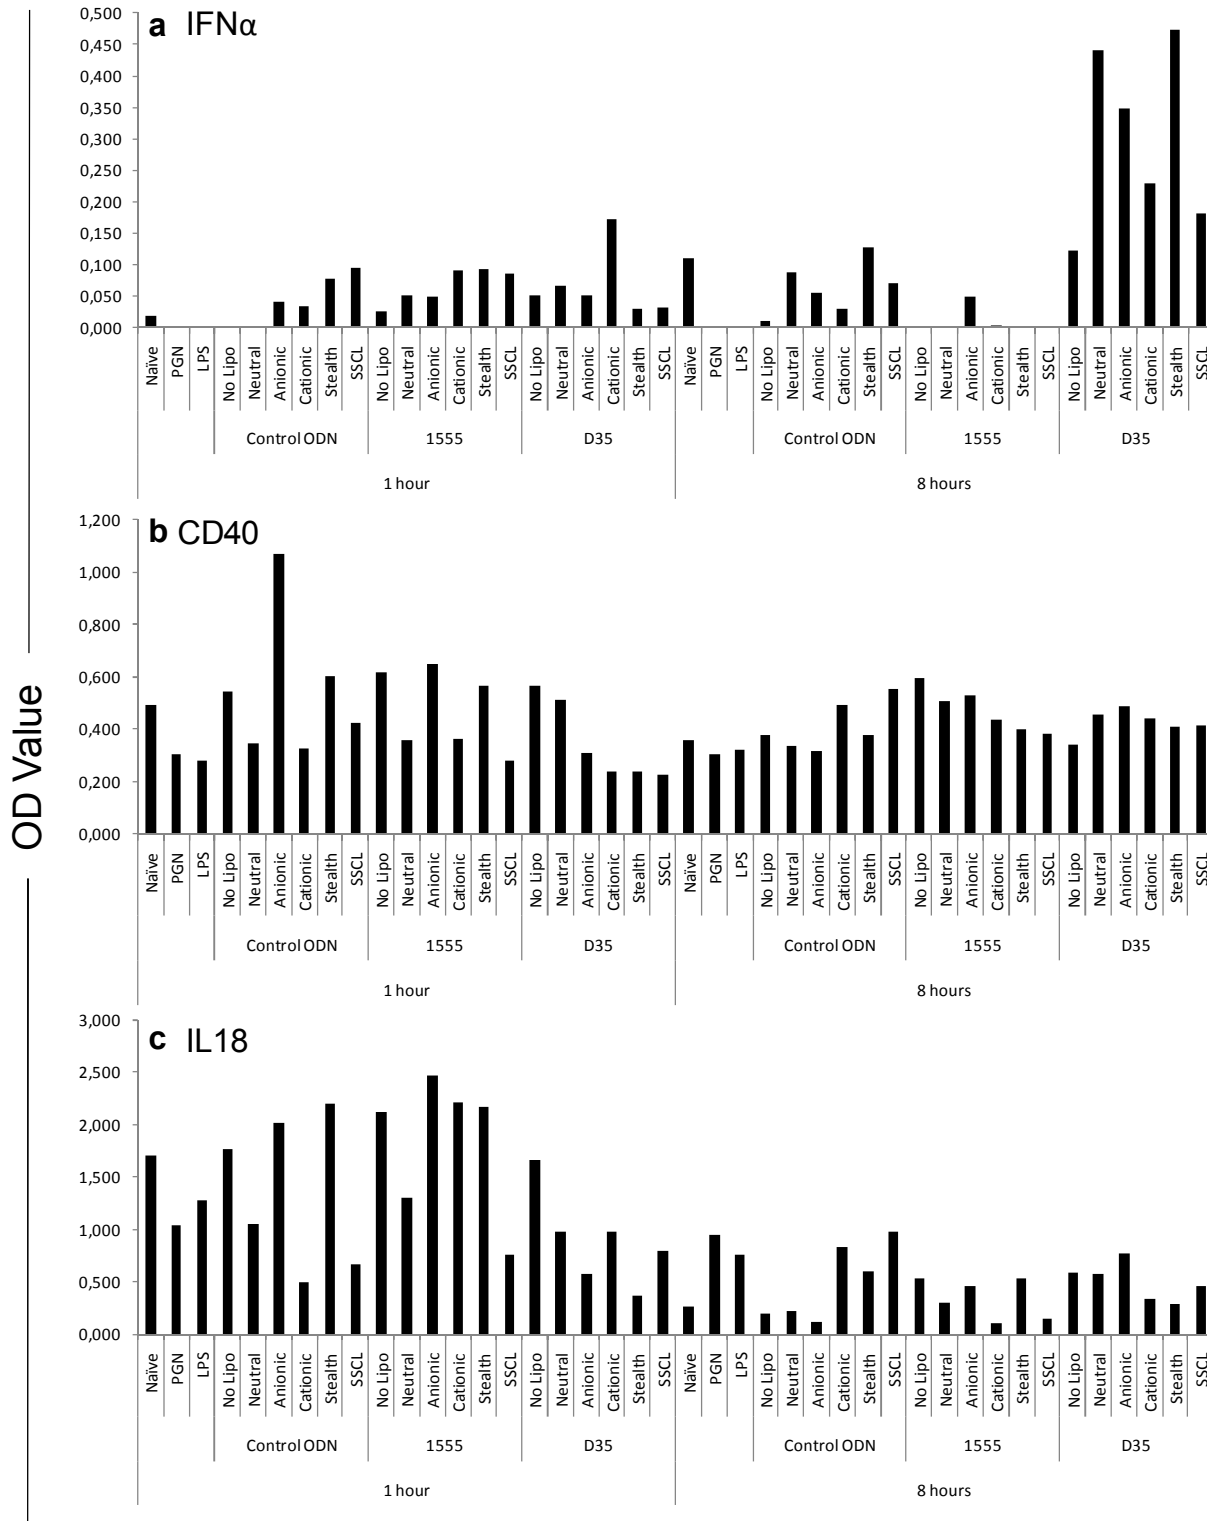 OD Value
a IFNα
0,500
0,450
0,400
0,350
0,300
0,250
0,200
0,150
0,100
0,050
0,000
Naïve PGN LPS No Lipo Neutral Anionic Cationic Stealth SSCL No Lipo Neutral Anionic Cationic Stealth SSCL No Lipo Neutral Anionic Cationic Stealth SSCL Naïve PGN LPS No Lipo Neutral Anionic Cationic Stealth SSCL No Lipo Neutral Anionic Cationic Stealth SSCL No Lipo Neutral Anionic Cationic Stealth SSCL
Control ODN 1555 D35 Control ODN 1555 D35
1 hour 8 hours
b CD40
1,200
1,000
0,800
0,600
0,400
0,200
0,000
Naïve PGN LPS No Lipo Neutral Anionic Cationic Stealth SSCL No Lipo Neutral Anionic Cationic Stealth SSCL No Lipo Neutral Anionic Cationic Stealth SSCL Naïve PGN LPS No Lipo Neutral Anionic Cationic Stealth SSCL No Lipo Neutral Anionic Cationic Stealth SSCL No Lipo Neutral Anionic Cationic Stealth SSCL
Control ODN 1555 D35 Control ODN 1555 D35
1 hour 8 hours
c IL18
3,000
2,500
2,000
1,500
1,000
0,500
0,000
Naïve PGN LPS No Lipo Neutral Anionic Cationic Stealth SSCL No Lipo Neutral Anionic Cationic Stealth SSCL No Lipo Neutral Anionic Cationic Stealth SSCL Naïve PGN LPS No Lipo Neutral Anionic Cationic Stealth SSCL No Lipo Neutral Anionic Cationic Stealth SSCL No Lipo Neutral Anionic Cationic Stealth SSCL
Control ODN 1555 D35 Control ODN 1555 D35
1 hour 8 hours